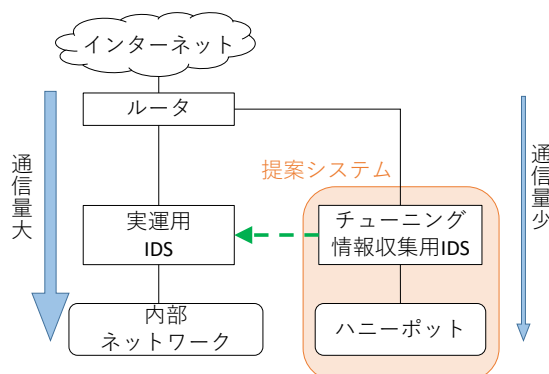 インターネット
ルータ
通信量大
提案システム
通信量少
実運用
IDS
チューニング
情報収集用IDS
内部
ネットワーク
ハニーポット